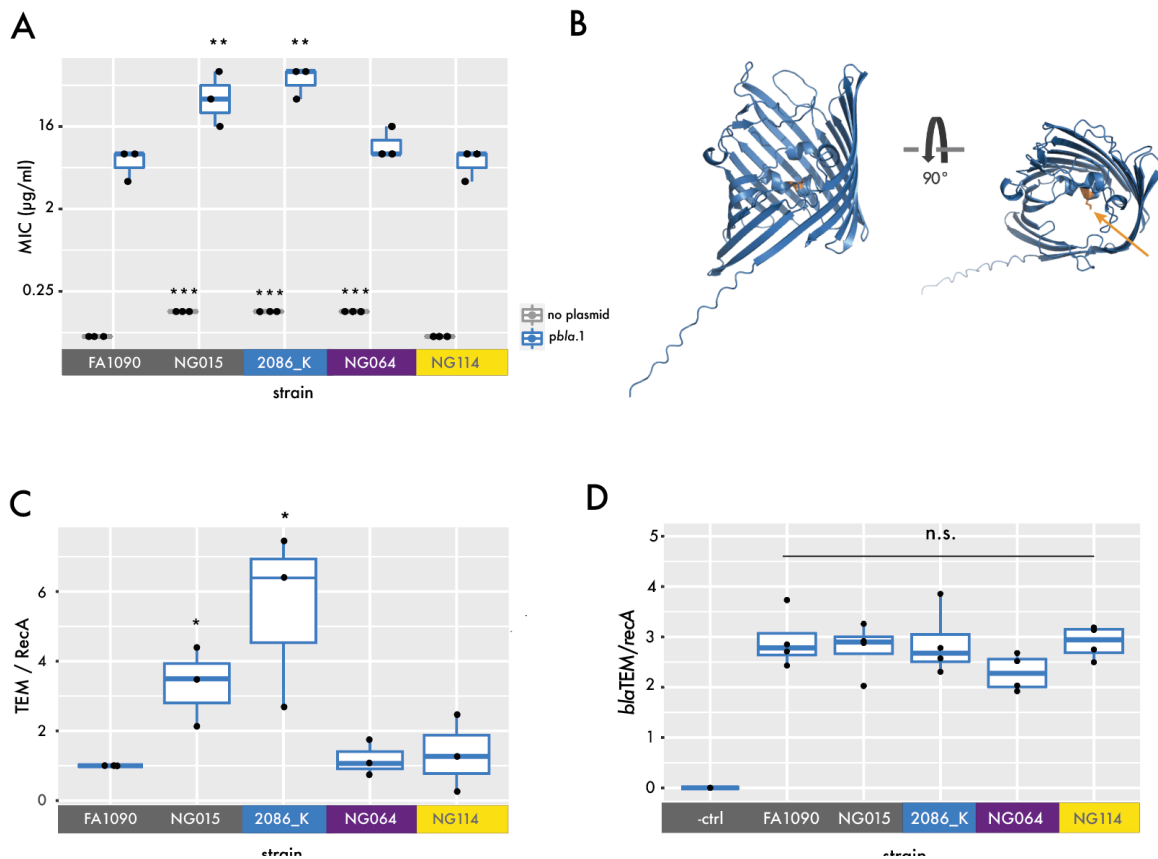 A
B
** **
16
2
0.25
*** *** ***
MIC (µg/ml)
FA1090 NG015 2086_K NG064 NG114
strain
no plasmid
pbla.1
90°
C
D
*
*
6
4
2
0
TEM / RecA
FA1090 NG015 2086_K NG064 NG114
n.s.
5
4
3
2
1
0
blaTEM/recA
-ctrl FA1090 NG015 2086_K NG064 NG114